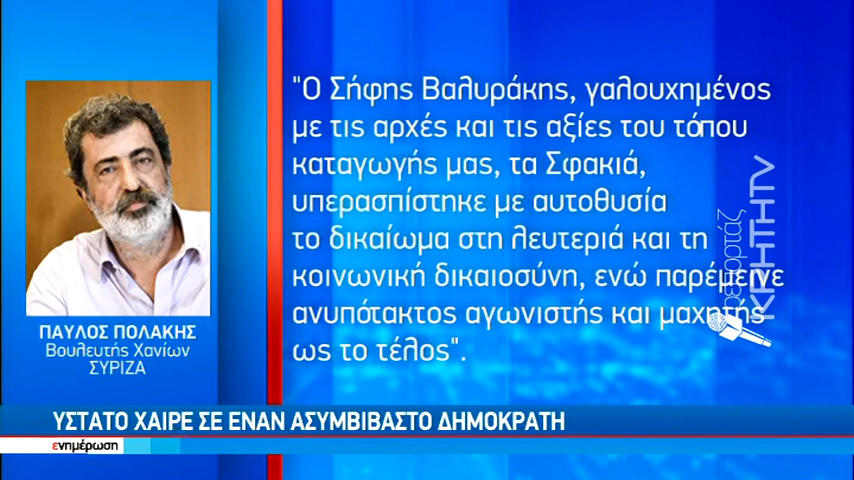 "Ο Σήφης Βαλυράκης, γαλουχημένος
με τις αρχές και τις αξίες του τόπου
καταγωγής μας, τα Σφακιά,
υπερασπίστηκε με αυτοθυσία
το δικαίωμα στη λευτεριά και τη
κοινωνική δικαιοσύνη, ενώ παρέμεινε
ανυπότακτος αγωνιστής και μαχητής
ως το τέλος".
ρεπορτάζ
ΚΡΗΤΗTV
ΠΑΥΛΟΣ ΠΟΛΑΚΗΣ
Βουλευτής Χανίων
ΣΥΡΙΖΑ
ΥΣΤΑΤΟ ΧΑΙΡΕ ΣΕ ΕΝΑΝ ΑΣΥΜΒΙΒΑΣΤΟ ΔΗΜΟΚΡΑΤΗ
ενημέρωση